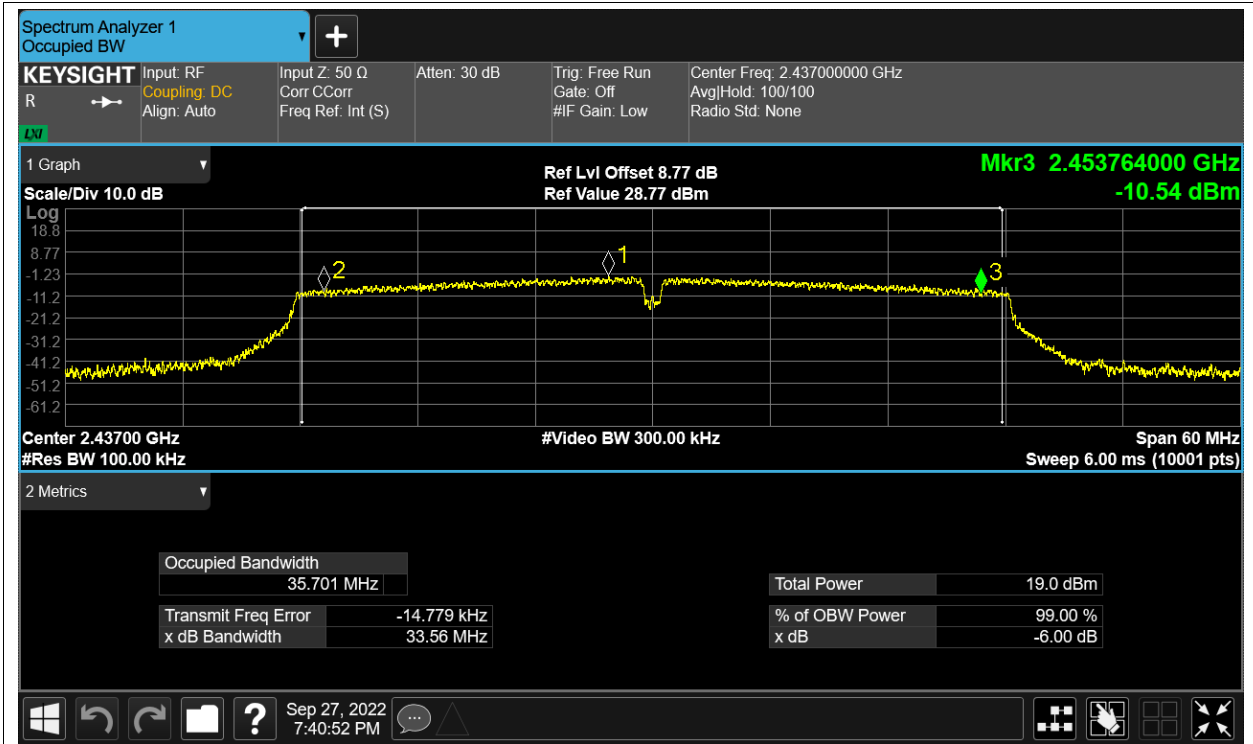 Spectrum Analyzer 1
Occupied BW
KEYSIGHT
R
LXI
Input: RF
Coupling: DC
Align: Auto
Input Z: 50 Ω
Corr CCorr
Freq Ref: Int (S)
Atten: 30 dB
Trig: Free Run
Gate: Off
#IF Gain: Low
Center Freq: 2.437000000 GHz
Avg|Hold: 100/100
Radio Std: None
1 Graph
Scale/Div 10.0 dB
Ref Lvl Offset 8.77 dB
Ref Value 28.77 dBm
Mkr3 2.453764000 GHz
-10.54 dBm
Log
18.8
8.77
-1.23
-11.2
-21.2
-31.2
-41.2
-51.2
-61.2
2
1
3
Center 2.43700 GHz
#Video BW 300.00 kHz
Span 60 MHz
#Res BW 100.00 kHz
Sweep 6.00 ms (10001 pts)
2 Metrics
Occupied Bandwidth
35.701 MHz
Transmit Freq Error -14.779 kHz
x dB Bandwidth 33.56 MHz
Total Power 19.0 dBm
% of OBW Power 99.00 %
x dB -6.00 dB
?
Sep 27, 2022
7:40:52 PM